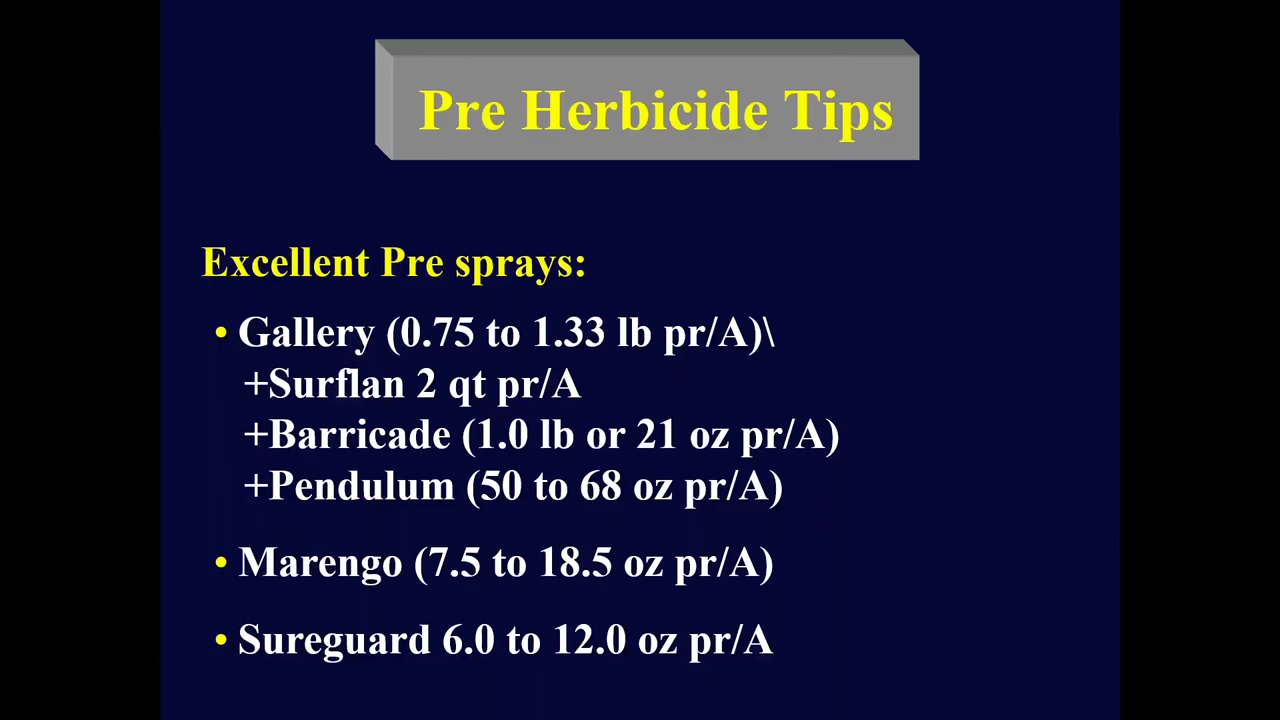 Pre Herbicide Tips
Excellent Pre sprays:
• Gallery (0.75 to 1.33 lb pr/A)\
+Surflan 2 qt pr/A
+Barricade (1.0 lb or 21 oz pr/A)
+Pendulum (50 to 68 oz pr/A)
• Marengo (7.5 to 18.5 oz pr/A)
• Sureguard 6.0 to 12.0 oz pr/A